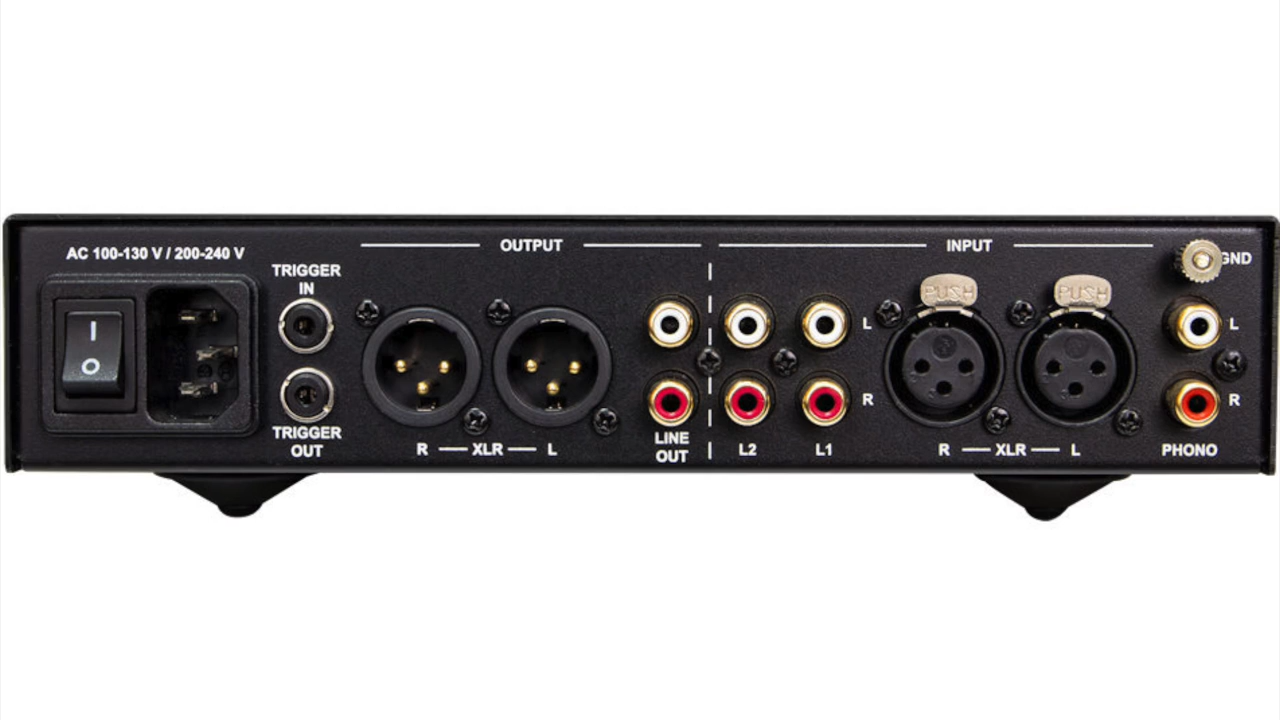 AC 100-130 V / 200-240 V
I
O
TRIGGER
IN
TRIGGER
OUT
OUTPUT
R XLR L
LINE
OUT
INPUT
L
R
L2
L1
PUSH
PUSH
R XLR L
GND
L
R
PHONO